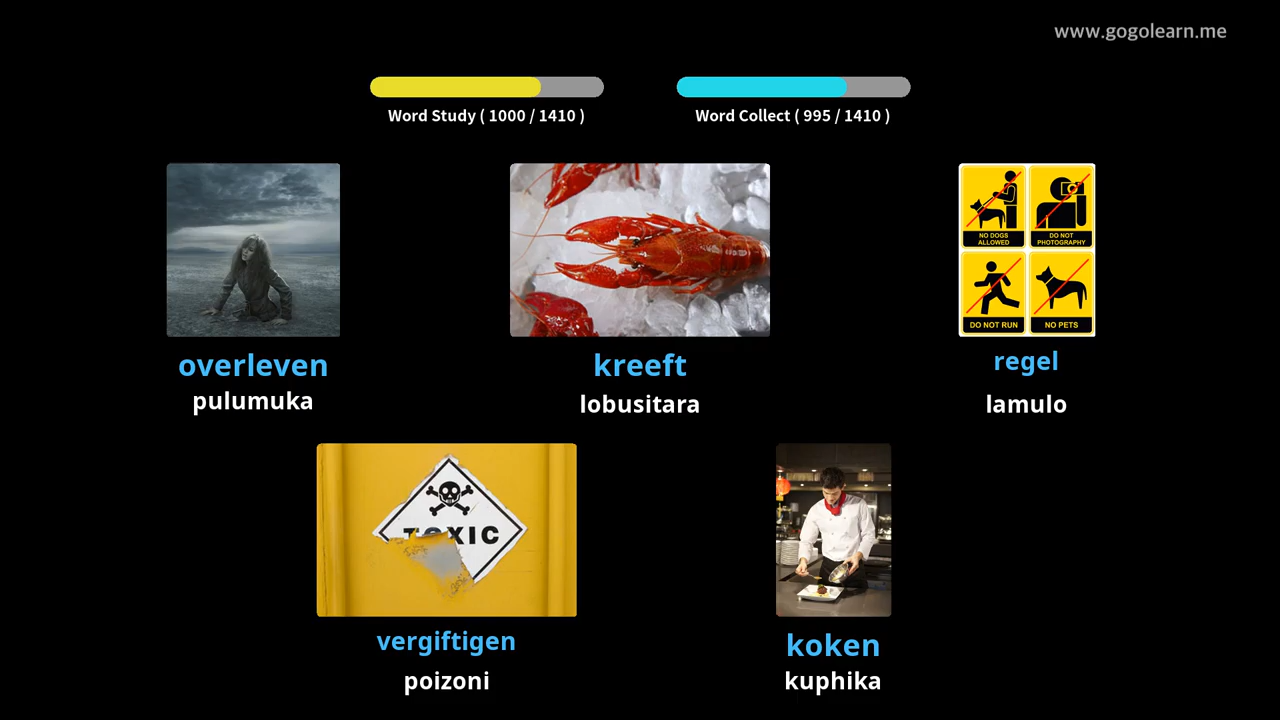 www.gogolearn.me
Word Study ( 1000 / 1410 )
Word Collect ( 995 / 1410 )
NO DOGS
ALLOWED
DO NOT
PHOTOGRAPHY
DO NOT RUN
NO PETS
overleven
pulumuka
kreeft
lobusitara
regel
lamulo
TOXIC
vergiftigen
poizoni
koken
kuphika